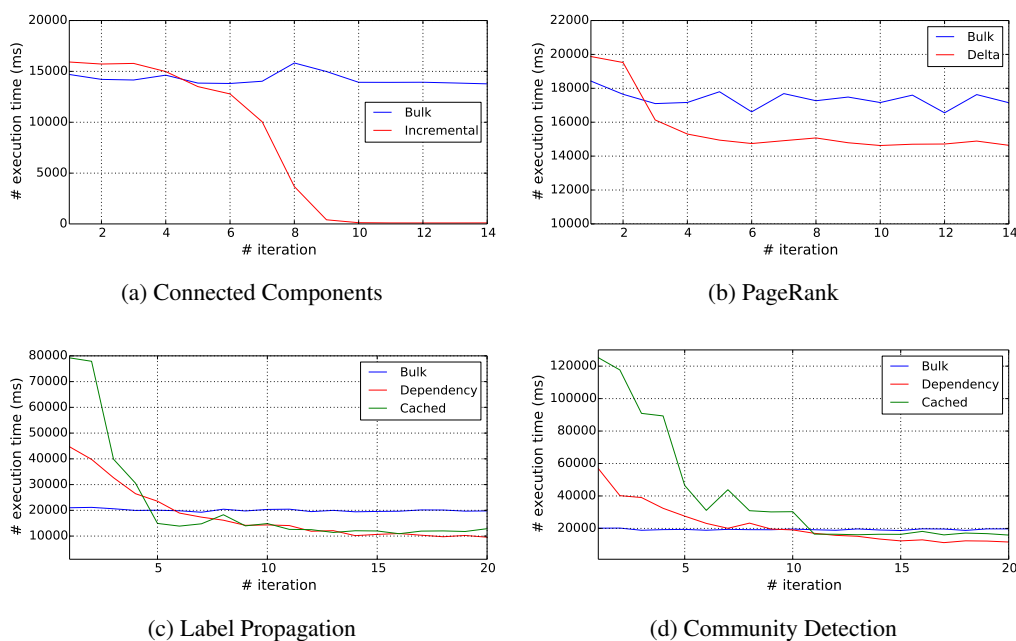 20000
15000
10000
5000
0
# execution time (ms)
Bulk
Incremental
2 4 6 8 10 12 14
# iteration
(a) Connected Components
22000
20000
18000
16000
14000
12000
10000
# execution time (ms)
Bulk
Delta
2 4 6 8 10 12 14
# iteration
(b) PageRank
80000
70000
60000
50000
40000
30000
20000
10000
# execution time (ms)
Bulk
Dependency
Cached
5 10 15 20
# iteration
(c) Label Propagation
120000
100000
80000
60000
40000
20000
# execution time (ms)
Bulk
Dependency
Cached
5 10 15 20
# iteration
(d) Community Detection